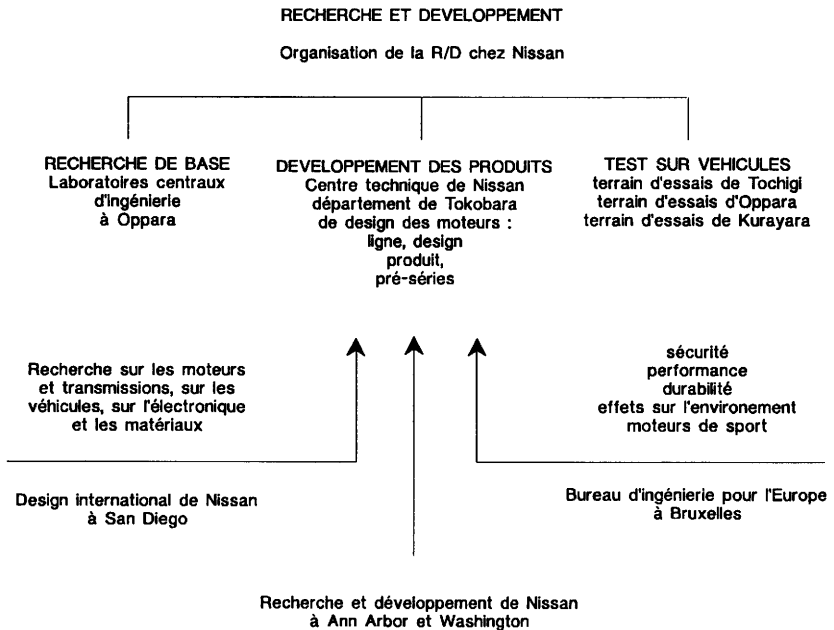 RECHERCHE ET DEVELOPPEMENT
Organisation de la R/D chez Nissan
RECHERCHE DE BASE
Laboratoires centraux
d'ingénierie
à Oppara
DEVELOPPEMENT DES PRODUITS
Centre technique de Nissan
département de Tokobara
de design des moteurs :
ligne, design
produit,
pré-séries
TEST SUR VEHICULES
terrain d'essais de Tochigi
terrain d'essais d'Oppara
terrain d'essais de Kurayara
Recherche sur les moteurs
et transmissions, sur les
véhicules, sur l'électronique
et les matériaux
sécurité
performance
durabilité
effets sur l'environement
moteurs de sport
Design international de Nissan
à San Diego
Bureau d'ingénierie pour l'Europe
à Bruxelles
Recherche et développement de Nissan
à Ann Arbor et Washington